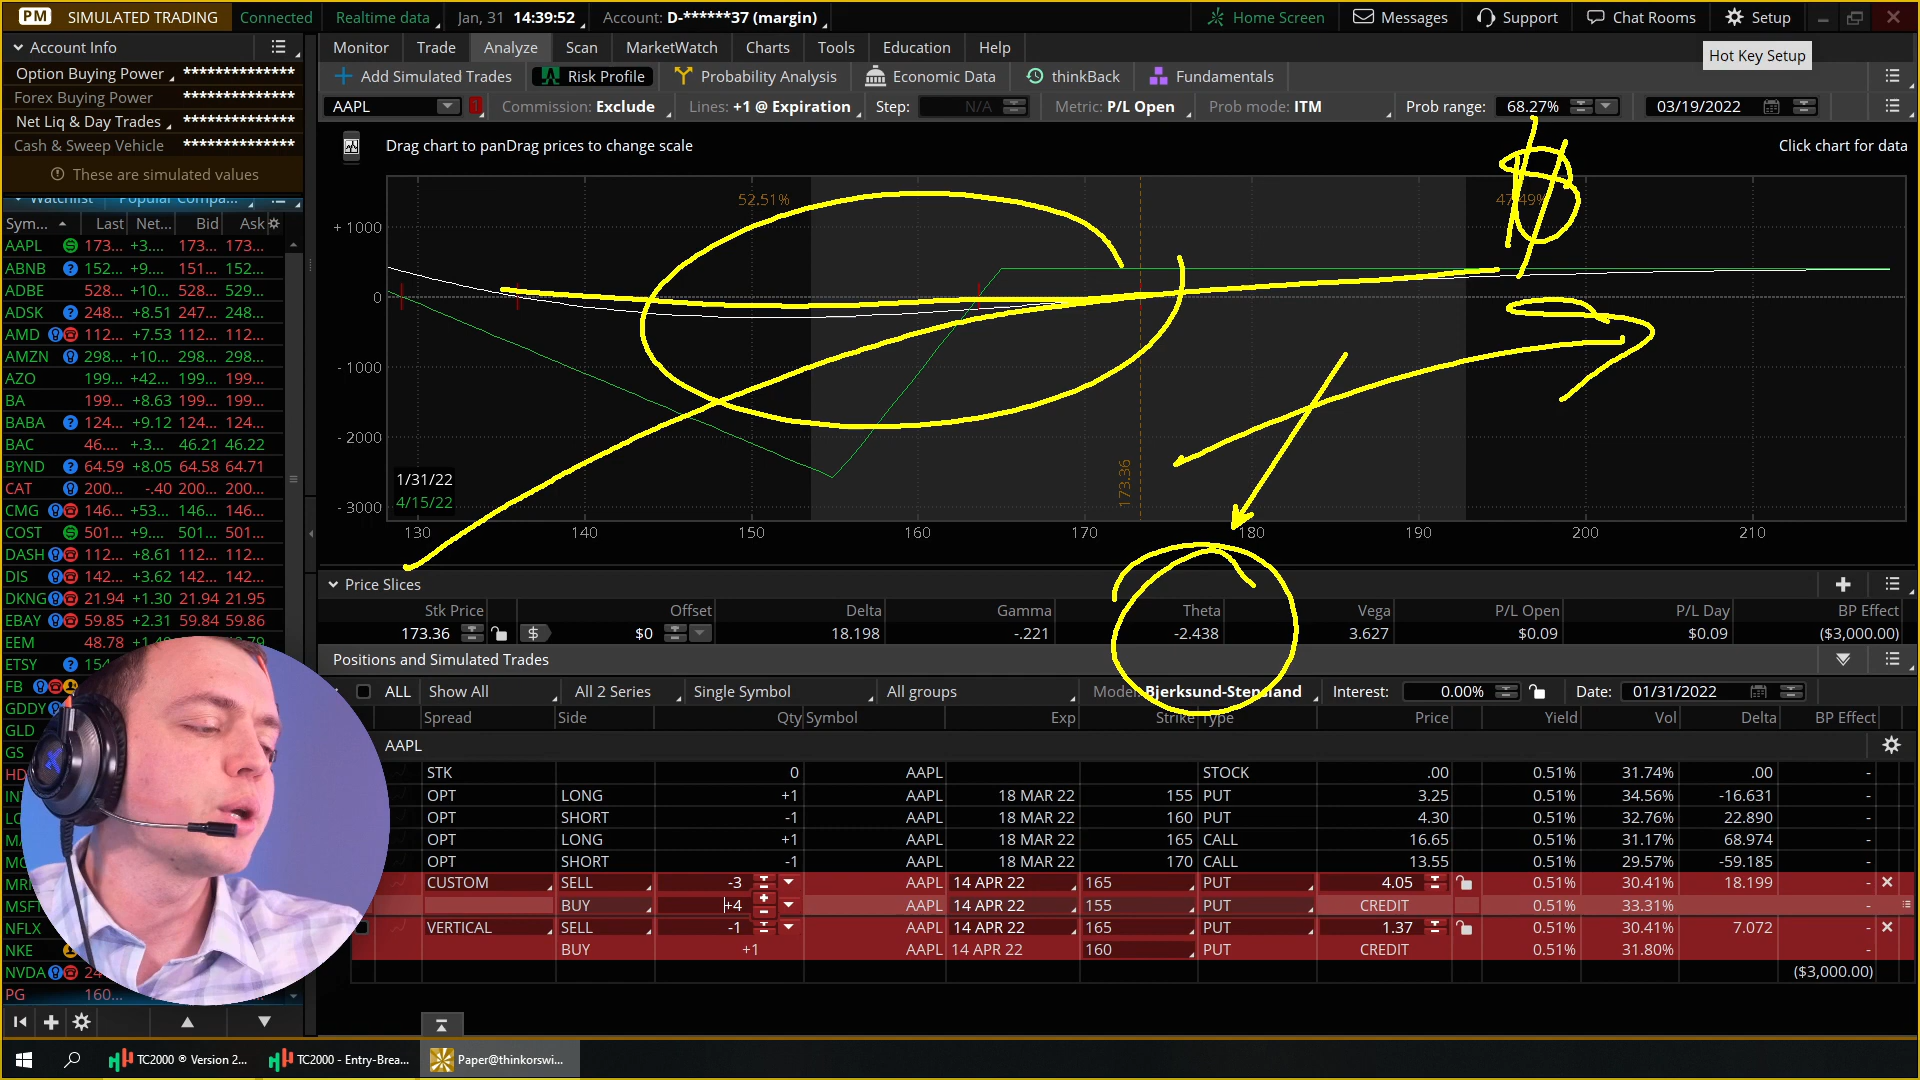 PM SIMULATED TRADING Connected Realtime data Jan, 31 14:39:52 Account: D-******37 (margin) Home Screen Messages Support Chat Rooms Setup
Hot Key Setup
Account Info
Monitor Trade Analyze Scan MarketWatch Charts Tools Education Help
Option Buying Power **************
Forex Buying Power **************
Net Liq & Day Trades **************
Cash & Sweep Vehicle **************
These are simulated values
Add Simulated Trades Risk Profile Probability Analysis Economic Data thinkBack Fundamentals
AAPL 1 Commission: Exclude Lines: +1 @ Expiration Step: N/A Metric: P/L Open Prob mode: ITM Prob range: 68.27% 03/19/2022
Drag chart to panDrag prices to change scale Click chart for data
Watchlist Popular Compa...
Sym... Last Net... Bid Ask
AAPL 173... +3.... 173... 173...
ABNB 152... +9.... 151... 152...
ADBE 528... +10... 528... 529...
ADSK 248... +8.51 247... 248...
AMD 112... +7.53 112... 112...
AMZN 298... +10... 298... 298...
AZO 199... +42... 199... 199...
BA 199... +8.63 199... 199...
BABA 124... +9.12 124... 124...
BAC 46.... +.3... 46.21 46.22
BYND 64.59 +8.05 64.58 64.71
CAT 200... -.40 200... 200...
CMG 146... +53... 146... 146...
COST 501... +9.... 501... 501...
DASH 112... +8.61 112... 112...
DIS 142... +3.62 142... 142...
DKNG 21.94 +1.30 21.94 21.95
EBAY 59.85 +2.31 59.84 59.86
EEM 48.78
ETSY
FB
GDDY
GLD
GS
HD
MSFT
NFLX
NKE
NVDA
PG 160...
52.51% 47.49%
$
+ 1000
0
- 1000
- 2000
- 3000
173.36
1/31/22
4/15/22
130 140 150 160 170 180 190 200 210
Price Slices
Stk Price Offset Delta Gamma Theta Vega P/L Open P/L Day BP Effect
173.36 $ $0 18.198 -.221 -2.438 3.627 $0.09 $0.09 ($3,000.00)
Positions and Simulated Trades
ALL Show All All 2 Series Single Symbol All groups Model: Bjerksund-Stensland Interest: 0.00% Date: 01/31/2022
Spread Side Qty Symbol Exp Strike Type Price Yield Vol Delta BP Effect
AAPL
STK 0 AAPL STOCK .00 0.51% 31.74% .00 -
OPT LONG +1 AAPL 18 MAR 22 155 PUT 3.25 0.51% 34.56% -16.631 -
OPT SHORT -1 AAPL 18 MAR 22 160 PUT 4.30 0.51% 32.76% 22.890 -
OPT LONG +1 AAPL 18 MAR 22 165 CALL 16.65 0.51% 31.17% 68.974 -
OPT SHORT -1 AAPL 18 MAR 22 170 CALL 13.55 0.51% 29.57% -59.185 -
CUSTOM SELL -3 AAPL 14 APR 22 165 PUT 4.05 0.51% 30.41% 18.199 -
BUY +4 AAPL 14 APR 22 155 PUT CREDIT 0.51% 33.31% -
VERTICAL SELL -1 AAPL 14 APR 22 165 PUT 1.37 0.51% 30.41% 7.072 -
BUY +1 AAPL 14 APR 22 160 PUT CREDIT 0.51% 31.80% -
($3,000.00)
TC2000 ® Version 2... TC2000 - Entry-Brea... Paper@thinkorswi...